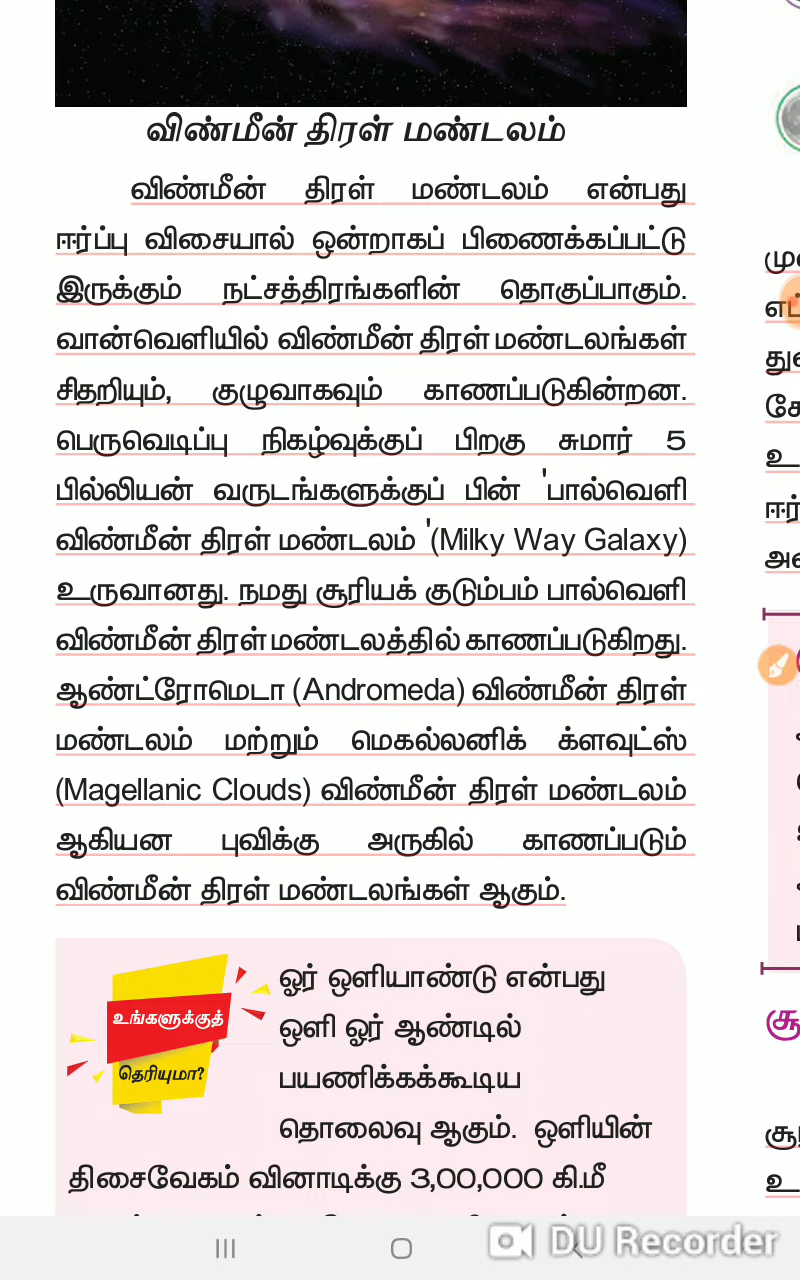 விண்மீன் திரள் மண்டலம்
விண்மீன் திரள் மண்டலம் என்பது
ஈர்ப்பு விசையால் ஒன்றாகப் பிணைக்கப்பட்டு
இருக்கும் நட்சத்திரங்களின் தொகுப்பாகும்.
வான்வெளியில் விண்மீன் திரள் மண்டலங்கள்
சிதறியும், குழுவாகவும் காணப்படுகின்றன.
பெருவெடிப்பு நிகழ்வுக்குப் பிறகு சுமார் 5
பில்லியன் வருடங்களுக்குப் பின் 'பால்வெளி
விண்மீன் திரள் மண்டலம் '(Milky Way Galaxy)
உருவானது. நமது சூரியக் குடும்பம் பால்வெளி
விண்மீன் திரள் மண்டலத்தில் காணப்படுகிறது.
ஆண்ட்ரோமெடா (Andromeda) விண்மீன் திரள்
மண்டலம் மற்றும் மெகல்லனிக் க்ளவுட்ஸ்
(Magellanic Clouds) விண்மீன் திரள் மண்டலம்
ஆகியன புவிக்கு அருகில் காணப்படும்
விண்மீன் திரள் மண்டலங்கள் ஆகும்.
உங்களுக்குத்
தெரியுமா?
ஓர் ஒளியாண்டு என்பது
ஒளி ஓர் ஆண்டில்
பயணிக்கக்கூடிய
தொலைவு ஆகும். ஒளியின்
திசைவேகம் வினாடிக்கு 3,00,000 கி.மீ
DU Recorder